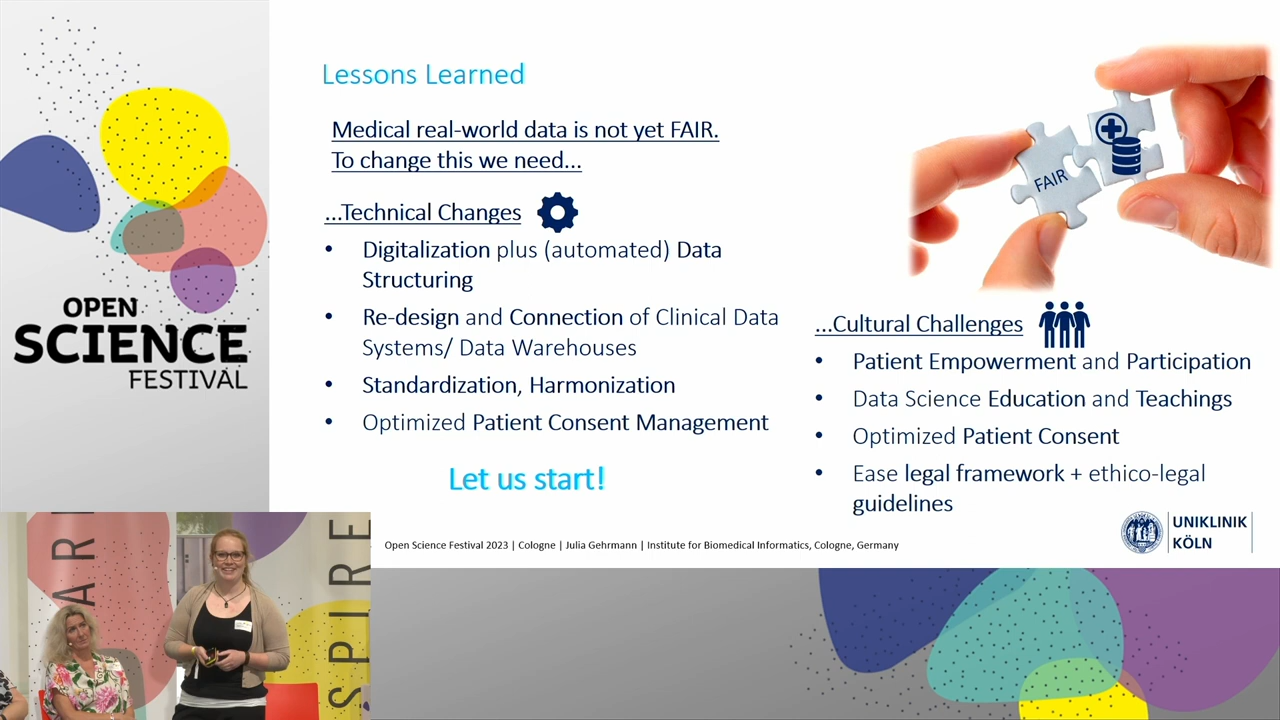 OPEN
SCIENCE
FESTIVAL
Lessons Learned
Medical real-world data is not yet FAIR.
To change this we need...
...Technical Changes
• Digitalization plus (automated) Data
Structuring
• Re-design and Connection of Clinical Data
Systems/ Data Warehouses
• Standardization, Harmonization
• Optimized Patient Consent Management
Let us start!
FAIR
...Cultural Challenges
• Patient Empowerment and Participation
• Data Science Education and Teachings
• Optimized Patient Consent
• Ease legal framework + ethico-legal
guidelines
UNIKLINIK
KÖLN
Open Science Festival 2023 | Cologne | Julia Gehrmann | Institute for Biomedical Informatics, Cologne, Germany
ARE
SPIRE